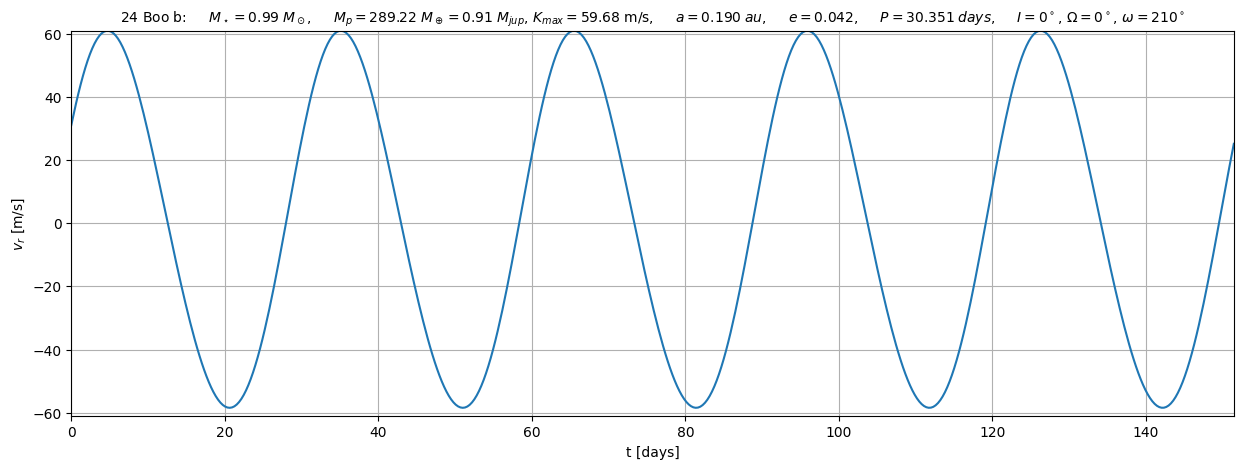 24 Boo b: M⋆ = 0.99 M⊙, Mp = 289.22 M⊕ = 0.91 Mjup, Kmax = 59.68 m/s, a = 0.190 au, e = 0.042, P = 30.351 days, I = 0°, Ω = 0°, ω = 210°
60
40
20
0
−20
−40
−60
vr [m/s]
0 20 40 60 80 100 120 140
t [days]